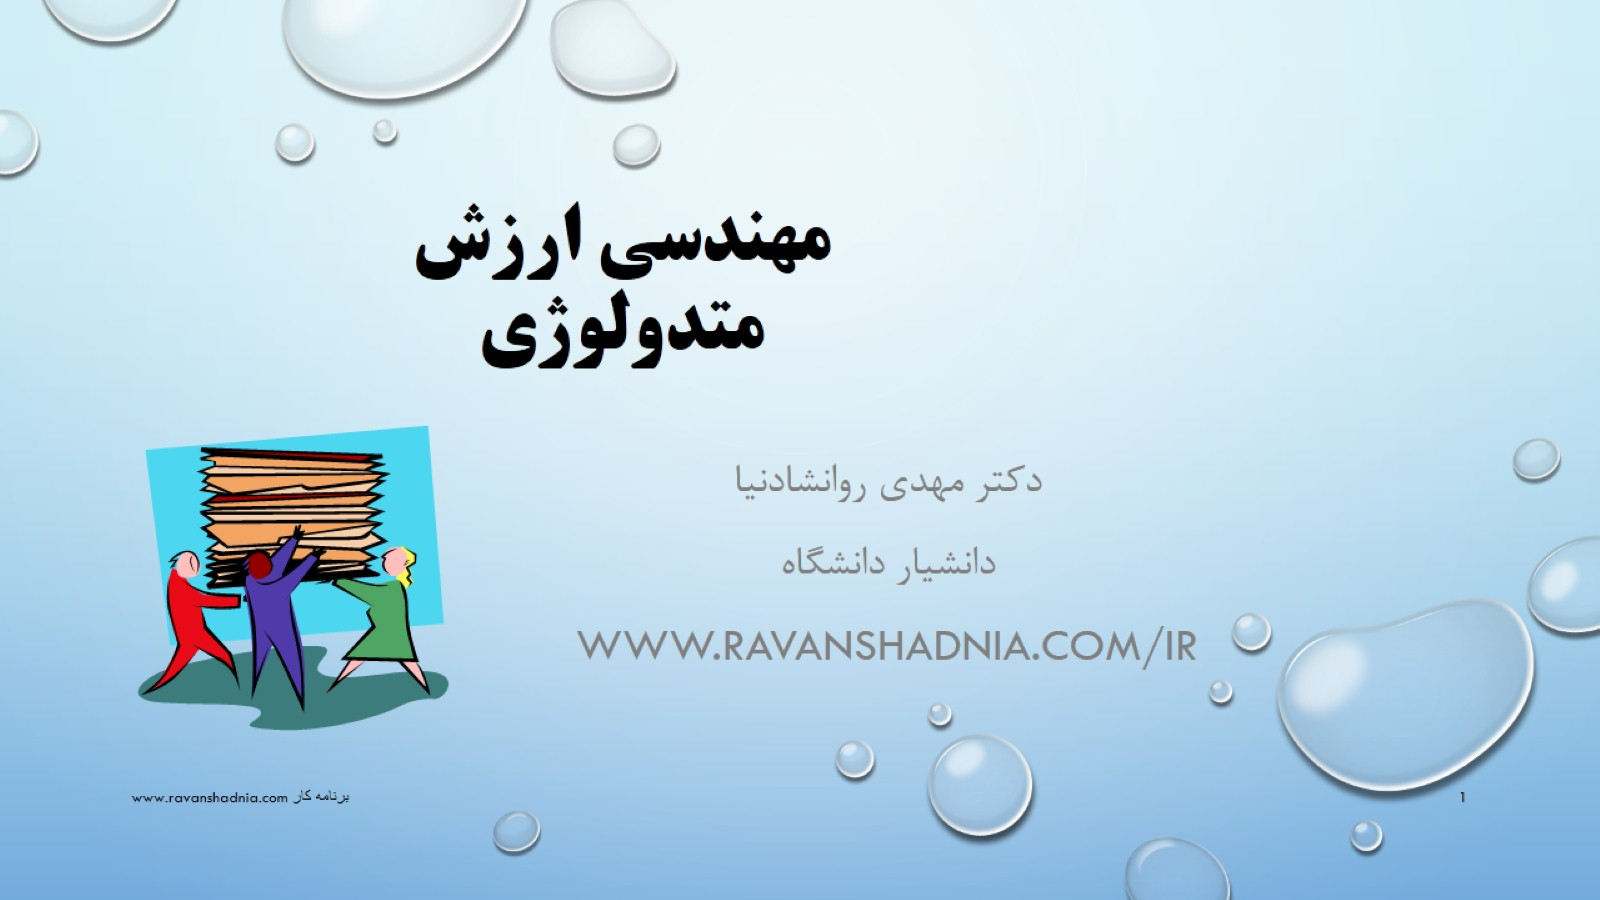 مهندسی ارزش
متدولوژی
دکتر مهدی روانشادنیا
دانشیار دانشگاه
WWW.RAVANSHADNIA.COM/IR
www.ravanshadnia.com برنامه کار
1